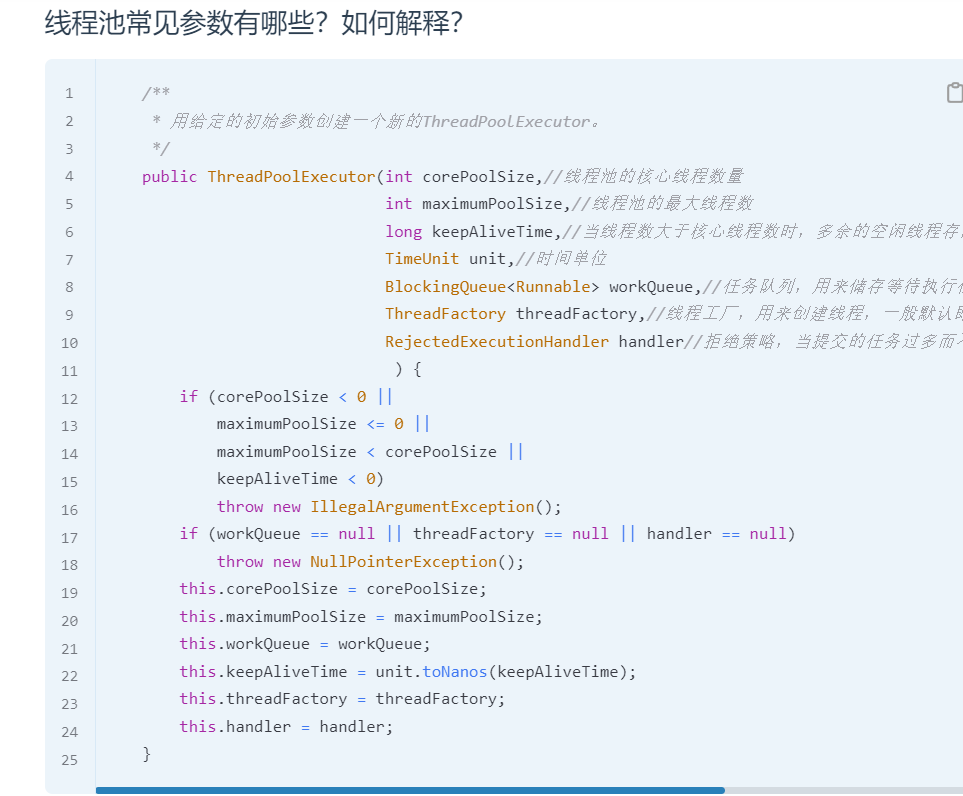 线程池常见参数有哪些？如何解释？
1 /**
2 * 用给定的初始参数创建一个新的ThreadPoolExecutor。
3 */
4 public ThreadPoolExecutor(int corePoolSize,//线程池的核心线程数量
5 int maximumPoolSize,//线程池的最大线程数
6 long keepAliveTime,//当线程数大于核心线程数时，多余的空闲线程存
7 TimeUnit unit,//时间单位
8 BlockingQueue<Runnable> workQueue,//任务队列，用来储存等待执行
9 ThreadFactory threadFactory,//线程工厂，用来创建线程，一般默认
10 RejectedExecutionHandler handler//拒绝策略，当提交的任务过多而
11 ) {
12 if (corePoolSize < 0 ||
13 maximumPoolSize <= 0 ||
14 maximumPoolSize < corePoolSize ||
15 keepAliveTime < 0)
16 throw new IllegalArgumentException();
17 if (workQueue == null || threadFactory == null || handler == null)
18 throw new NullPointerException();
19 this.corePoolSize = corePoolSize;
20 this.maximumPoolSize = maximumPoolSize;
21 this.workQueue = workQueue;
22 this.keepAliveTime = unit.toNanos(keepAliveTime);
23 this.threadFactory = threadFactory;
24 this.handler = handler;
25 }